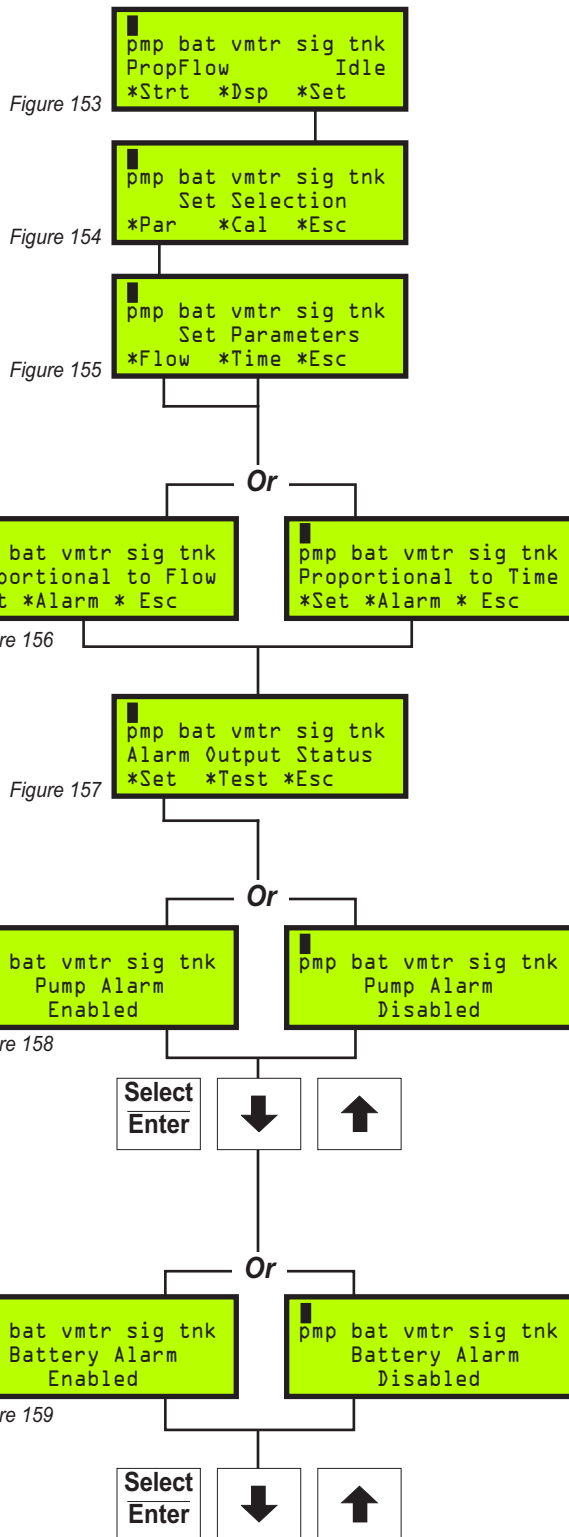 pmp bat vmtr sig tnk
PropFlow Idle
*Strt *Dsp *Set
Figure 153
pmp bat vmtr sig tnk
Set Selection
*Par *Cal *Esc
Figure 154
pmp bat vmtr sig tnk
Set Parameters
*Flow *Time *Esc
Figure 155
Or
bat vmtr sig tnk
portional to Flow
t *Alarm * Esc
re 156
pmp bat vmtr sig tnk
Proportional to Time
*Set *Alarm * Esc
pmp bat vmtr sig tnk
Alarm Output Status
*Set *Test *Esc
Figure 157
Or
bat vmtr sig tnk
Pump Alarm
Enabled
re 158
pmp bat vmtr sig tnk
Pump Alarm
Disabled
Select
Enter
Or
bat vmtr sig tnk
Battery Alarm
Enabled
re 159
pmp bat vmtr sig tnk
Battery Alarm
Disabled
Select
Enter